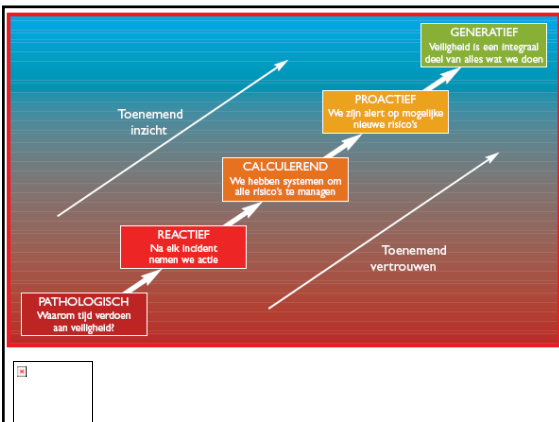 GENERATIEF
Veiligheid is een integraal
deel van alles wat we doen
PROACTIEF
We zijn alert op mogelijke
nieuwe risico's
Toenemend
inzicht
CALCULEREND
We hebben systemen om
alle risico's te managen
REACTIEF
Na elk incident
nemen we actie
Toenemend
vertrouwen
PATHOLOGISCH
Waarom tijd verdoen
aan veiligheid?